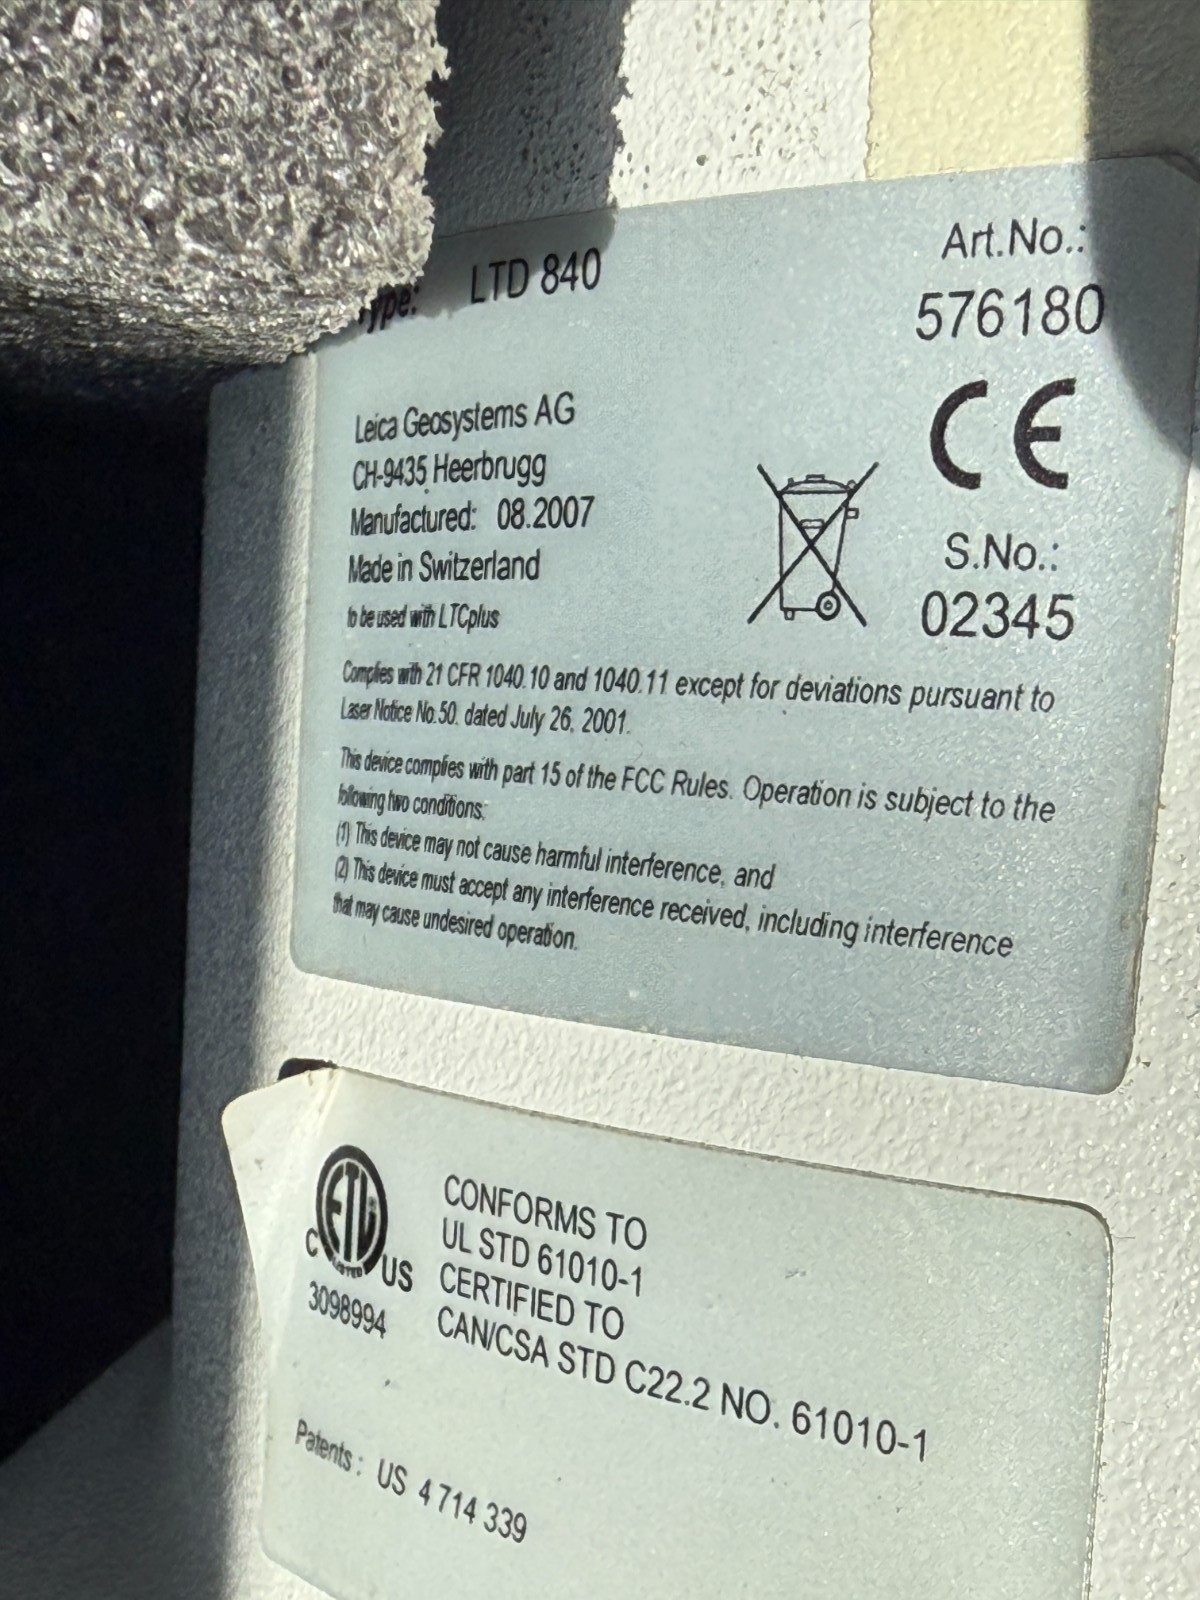 Type: LTD 840
Art.No.:
576180
Leica Geosystems AG
CH-9435 Heerbrugg
Manufactured: 08.2007
Made in Switzerland
to be used with LTCplus
CE
S.No.:
02345
Complies with 21 CFR 1040.10 and 1040.11 except for deviations pursuant to
Laser Notice No.50. dated July 26, 2001.
This device complies with part 15 of the FCC Rules. Operation is subject to the
following two conditions:
(1) This device may not cause harmful interference, and
(2) This device must accept any interference received, including interference
that may cause undesired operation.
ETL
LISTED
C US
3098994
CONFORMS TO
UL STD 61010-1
CERTIFIED TO
CAN/CSA STD C22.2 NO. 61010-1
Patents: US 4 714 339